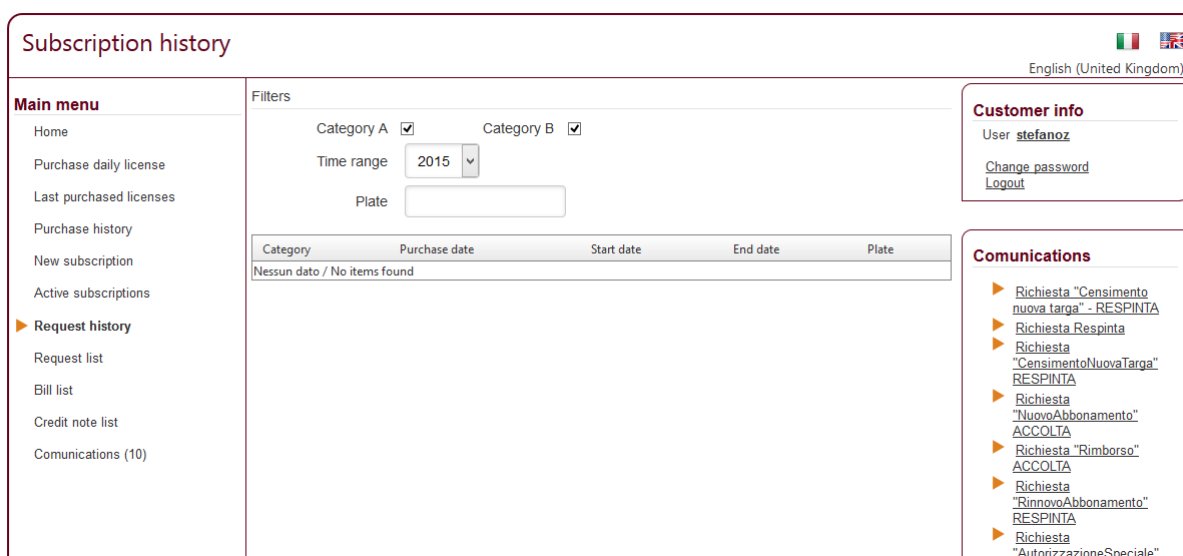 Subscription history
English (United Kingdom)
Main menu
Home
Purchase daily license
Last purchased licenses
Purchase history
New subscription
Active subscriptions
Request history
Request list
Bill list
Credit note list
Comunications (10)
Filters
Category A
Category B
Time range
2015
Plate
Category Purchase date Start date End date Plate
Nessun dato / No items found
Customer info
User stefanoz
Change password
Logout
Comunications
Richiesta "Censimento
nuova targa" - RESPINTA
Richiesta Respinta
Richiesta
"CensimentoNuovaTarga"
RESPINTA
Richiesta
"NuovoAbbonamento"
ACCOLTA
Richiesta "Rimborso"
ACCOLTA
Richiesta
"RinnovoAbbonamento"
RESPINTA
Richiesta
"AutorizzazioneSpeciale"